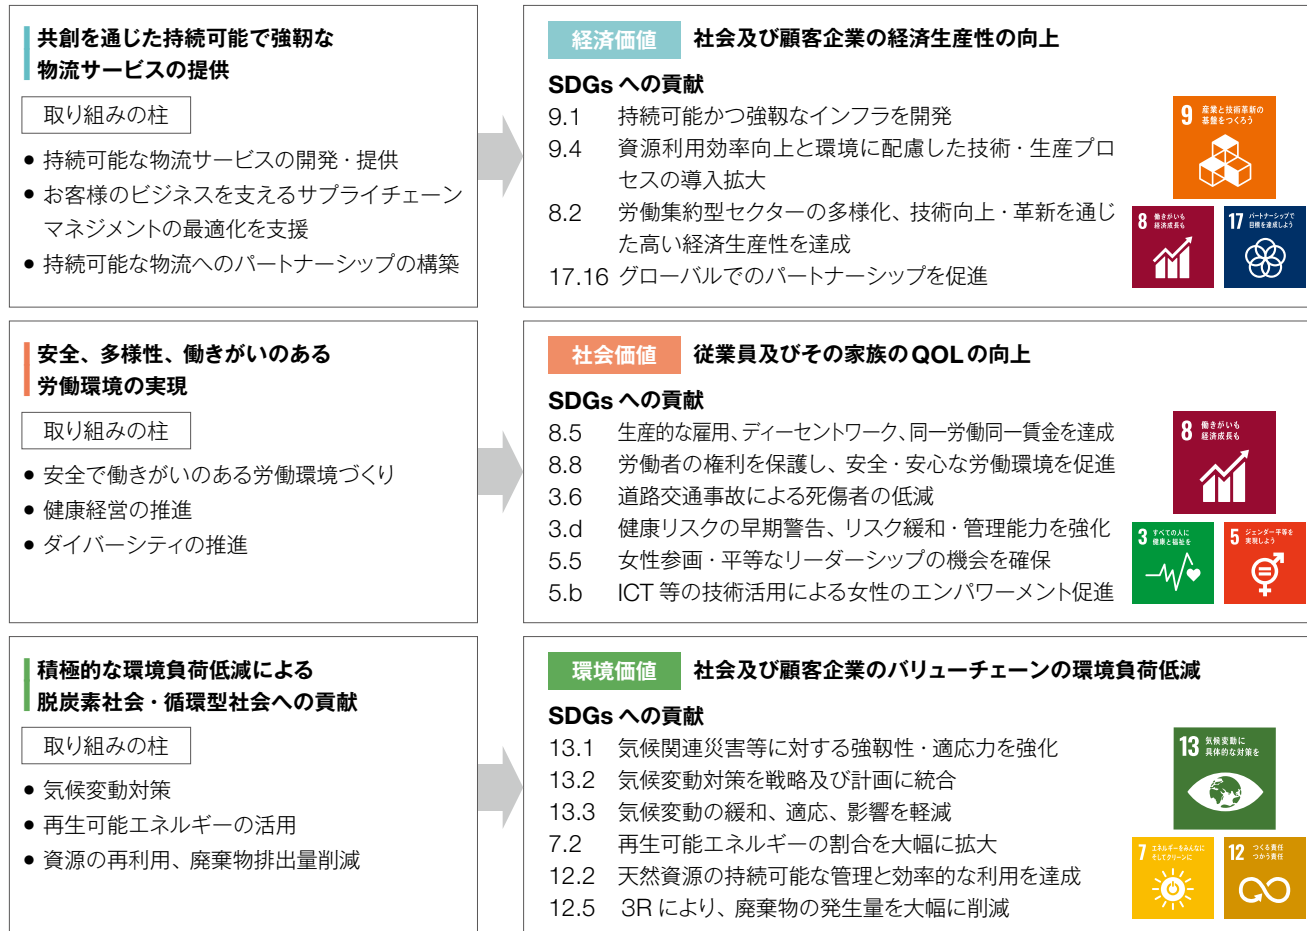 共創を通じた持続可能で強靭な
物流サービスの提供
取り組みの柱
● 持続可能な物流サービスの開発・提供
● お客様のビジネスを支えるサプライチェーン
マネジメントの最適化を支援
● 持続可能な物流へのパートナーシップの構築
経済価値 社会及び顧客企業の経済生産性の向上
SDGs への貢献
9.1 持続可能かつ強靱なインフラを開発
9.4 資源利用効率向上と環境に配慮した技術・生産プロ
セスの導入拡大
8.2 労働集約型セクターの多様化、技術向上・革新を通じ
た高い経済生産性を達成
17.16 グローバルでのパートナーシップを促進
9 産業と技術革新の
基盤をつくろう
8 働きがいも
経済成長も
17 パートナーシップで
目標を達成しよう
安全、多様性、働きがいのある
労働環境の実現
取り組みの柱
● 安全で働きがいのある労働環境づくり
● 健康経営の推進
● ダイバーシティの推進
社会価値 従業員及びその家族のQOLの向上
SDGs への貢献
8.5 生産的な雇用、ディーセントワーク、同一労働同一賃金を達成
8.8 労働者の権利を保護し、安全・安心な労働環境を促進
3.6 道路交通事故による死傷者の低減
3.d 健康リスクの早期警告、リスク緩和・管理能力を強化
5.5 女性参画・平等なリーダーシップの機会を確保
5.b ICT 等の技術活用による女性のエンパワーメント促進
8 働きがいも
経済成長も
3 すべての人に
健康と福祉を
5 ジェンダー平等を
実現しよう
積極的な環境負荷低減による
脱炭素社会・循環型社会への貢献
取り組みの柱
● 気候変動対策
● 再生可能エネルギーの活用
● 資源の再利用、廃棄物排出量削減
環境価値 社会及び顧客企業のバリューチェーンの環境負荷低減
SDGs への貢献
13.1 気候関連災害等に対する強靱性・適応力を強化
13.2 気候変動対策を戦略及び計画に統合
13.3 気候変動の緩和、適応、影響を軽減
7.2 再生可能エネルギーの割合を大幅に拡大
12.2 天然資源の持続可能な管理と効率的な利用を達成
12.5 3R により、廃棄物の発生量を大幅に削減
13 気候変動に
具体的な対策を
7 エネルギーをみんなに
そしてクリーンに
12 つくる責任
つかう責任